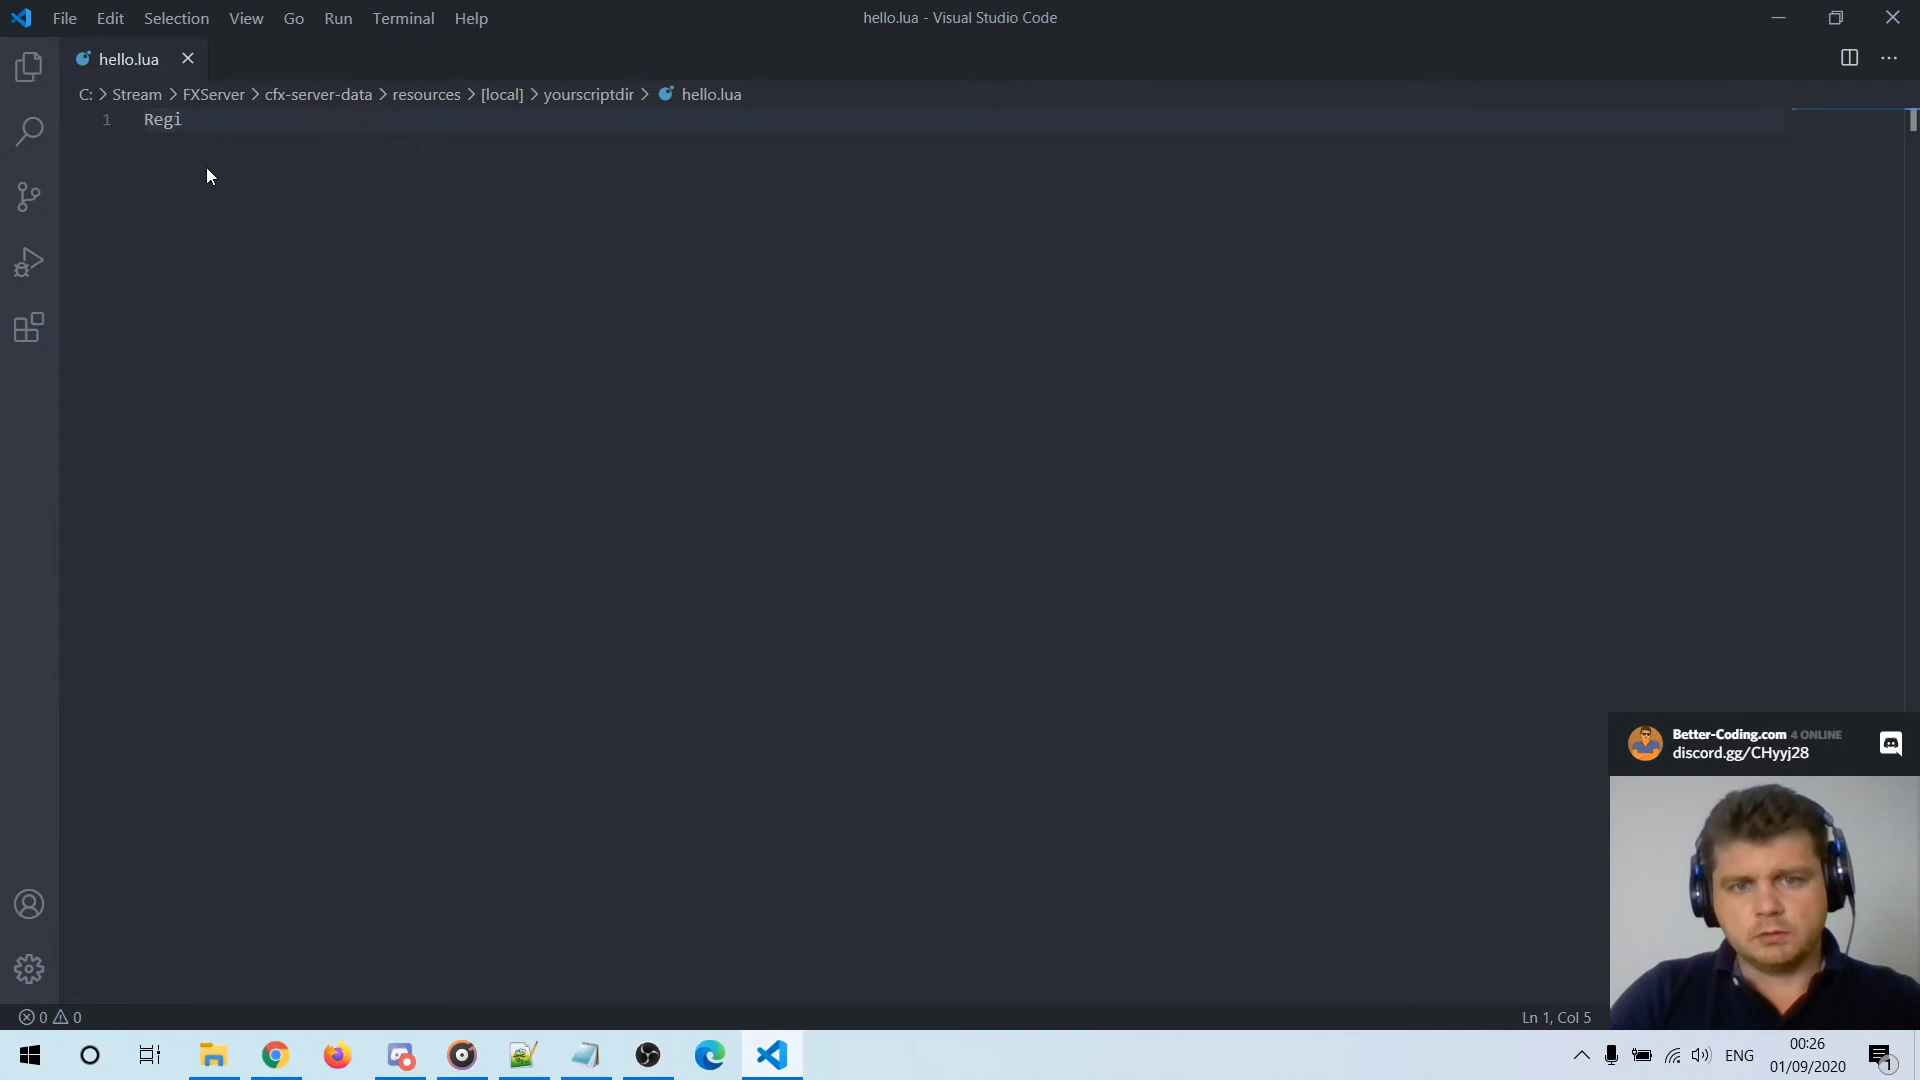 File Edit Selection View Go Run Terminal Help
hello.lua - Visual Studio Code
hello.lua
C: > Stream > FXServer > cfx-server-data > resources > [local] > yourscriptdir > hello.lua
1 Regi
Better-Coding.com 4 ONLINE
discord.gg/CHyyj28
0 0
Ln 1, Col 5
ENG
00:26
01/09/2020
1